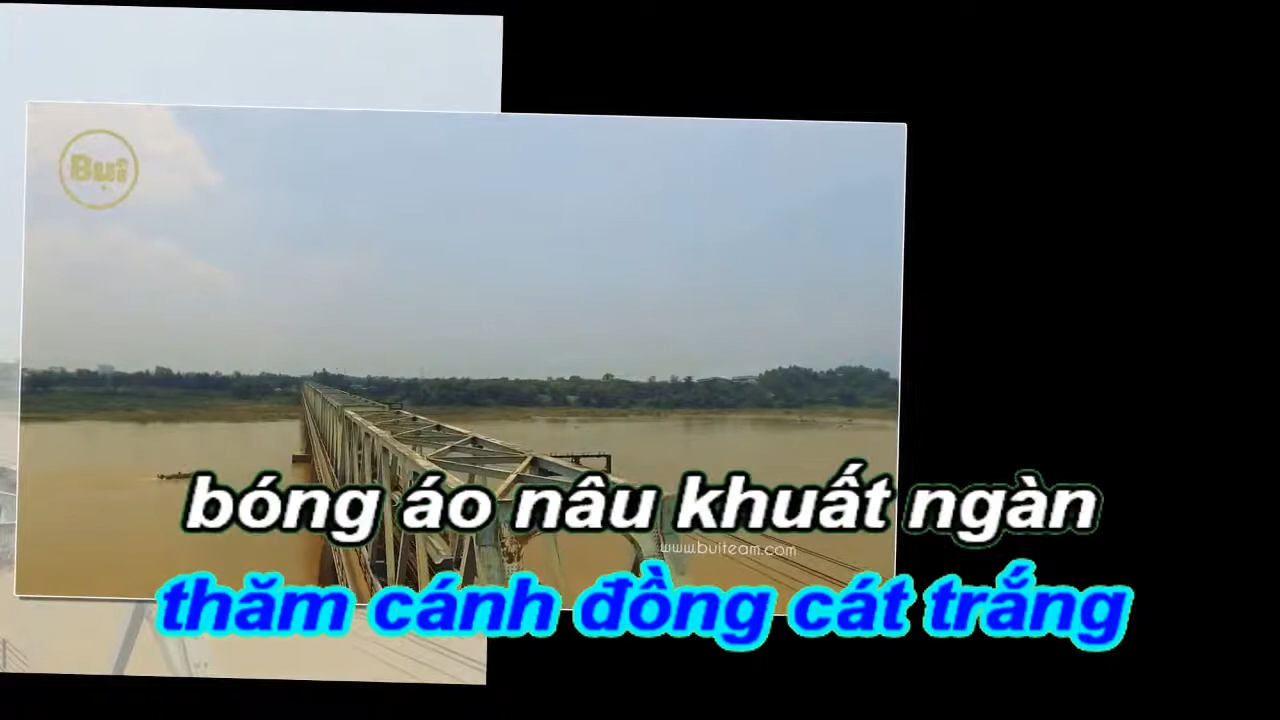 Bụi
bóng áo nâu khuất ngàn
www.buiteam.com
thăm cánh đồng cát trắng